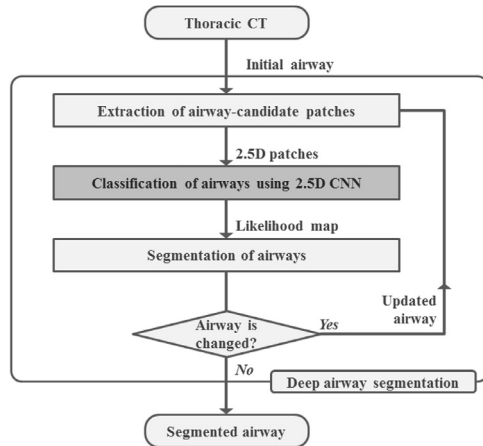 Thoracic CT
Initial airway
Extraction of airway-candidate patches
2.5D patches
Classification of airways using 2.5D CNN
Likelihood map
Segmentation of airways
Updated
airway
Airway is
changed?
Yes
No
Deep airway segmentation
Segmented airway